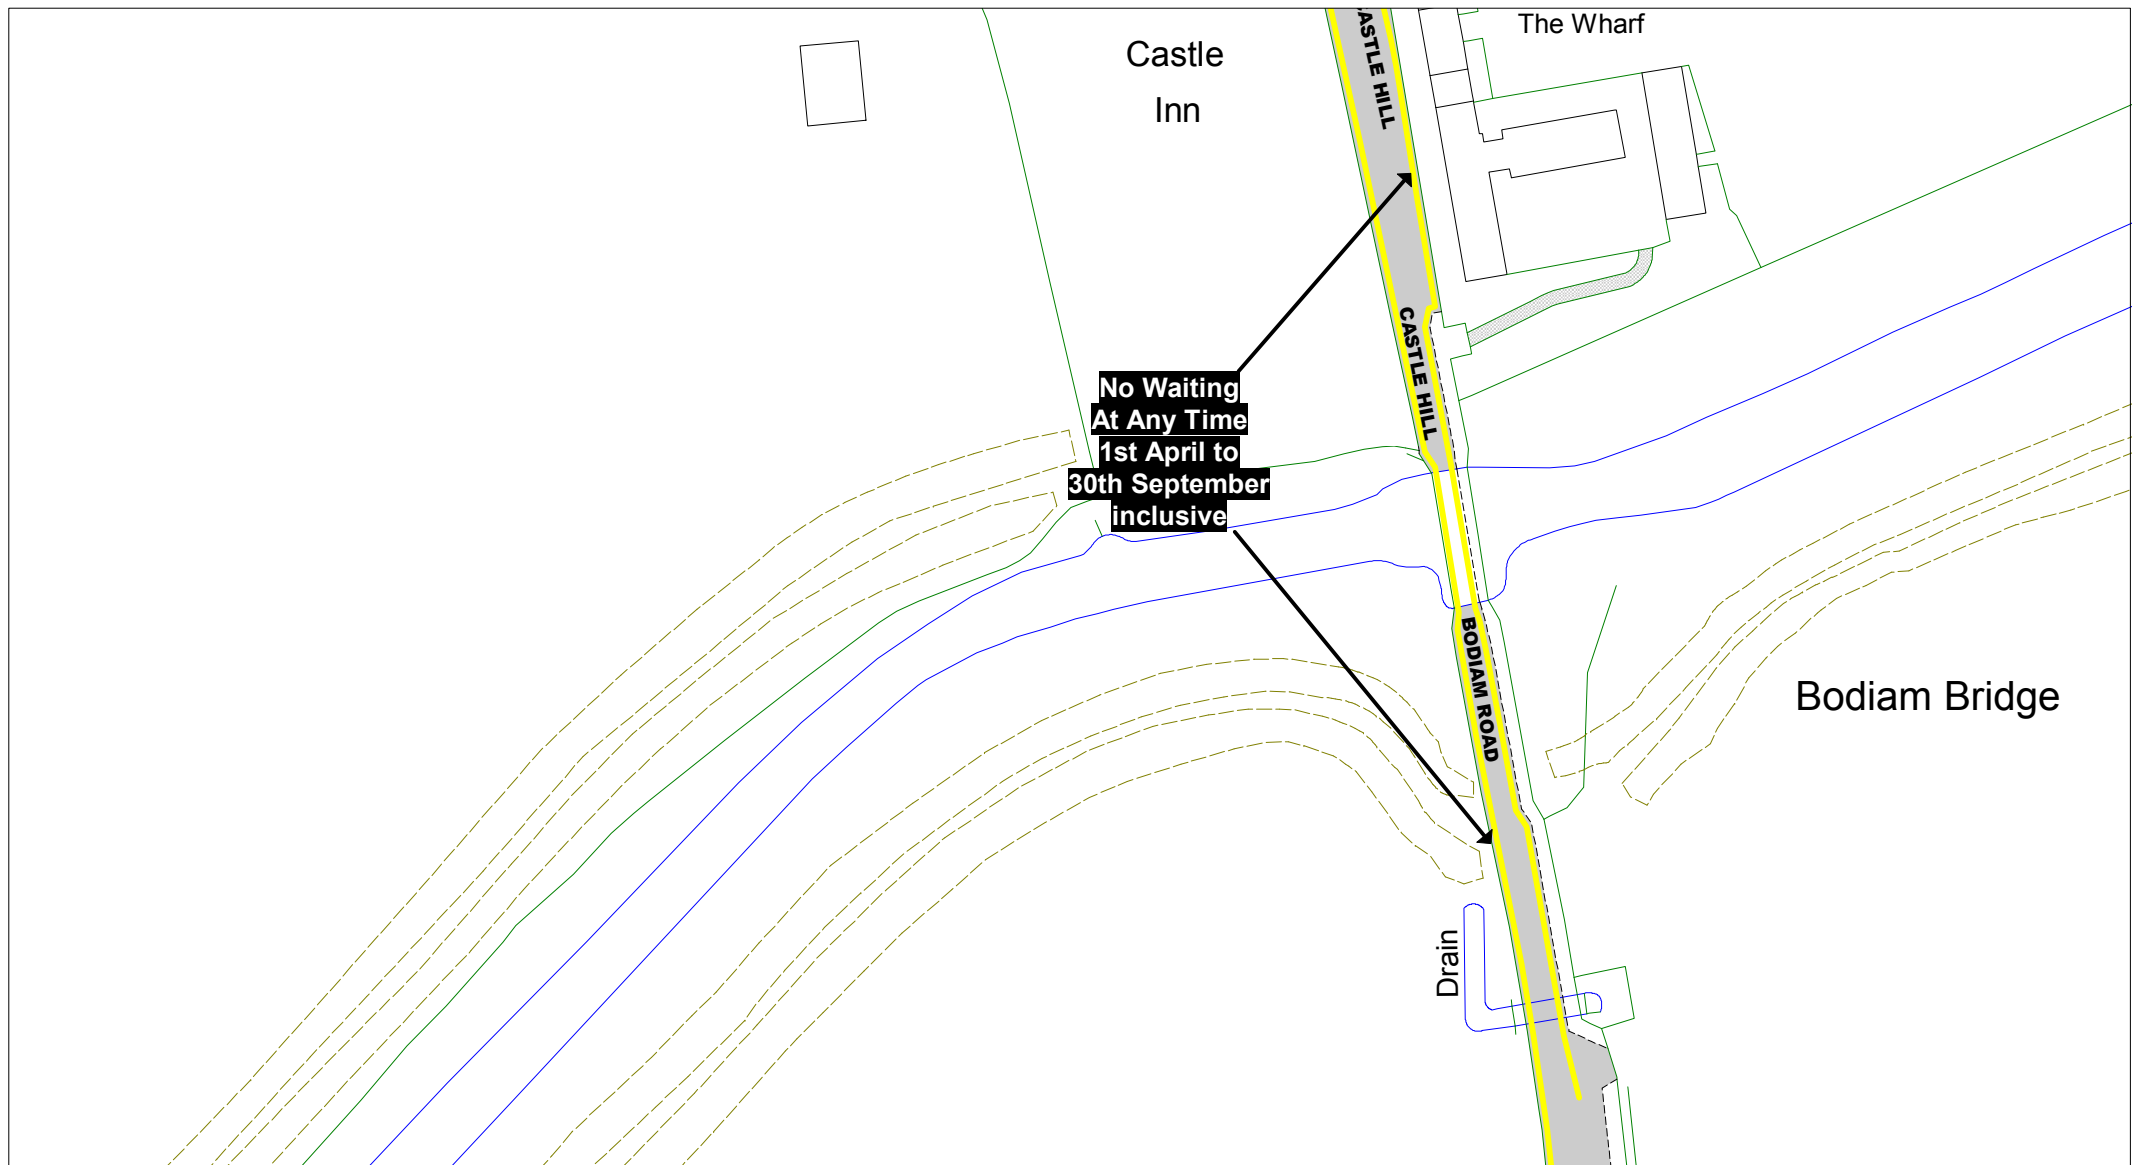 The Wharf
Castle
Inn
CASTLE HILL
CASTLE HILL
No Waiting
At Any Time
1st April to
30th September
inclusive
BODIAM ROAD
Bodiam Bridge
Drain